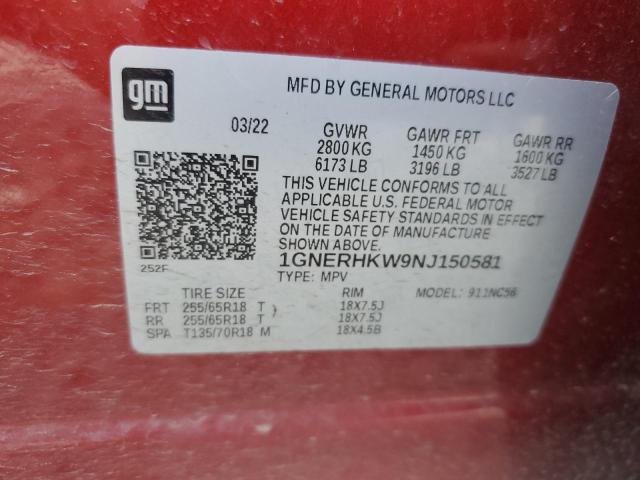 gm
MFD BY GENERAL MOTORS LLC
03/22 GVWR GAWR FRT GAWR RR
2800 KG 1450 KG 1600 KG
6173 LB 3196 LB 3527 LB
THIS VEHICLE CONFORMS TO ALL
APPLICABLE U.S. FEDERAL MOTOR
VEHICLE SAFETY STANDARDS IN EFFECT
ON THE DATE OF MANUFACTURE
SHOWN ABOVE.
1GNERHKW9NJ150581
252F
TYPE: MPV MODEL: 911NC56
TIRE SIZE RIM
FRT 255/65R18 T ) 18X7.5J
RR 255/65R18 T 18X7.5J
SPA T135/70R18 M 18X4.5B